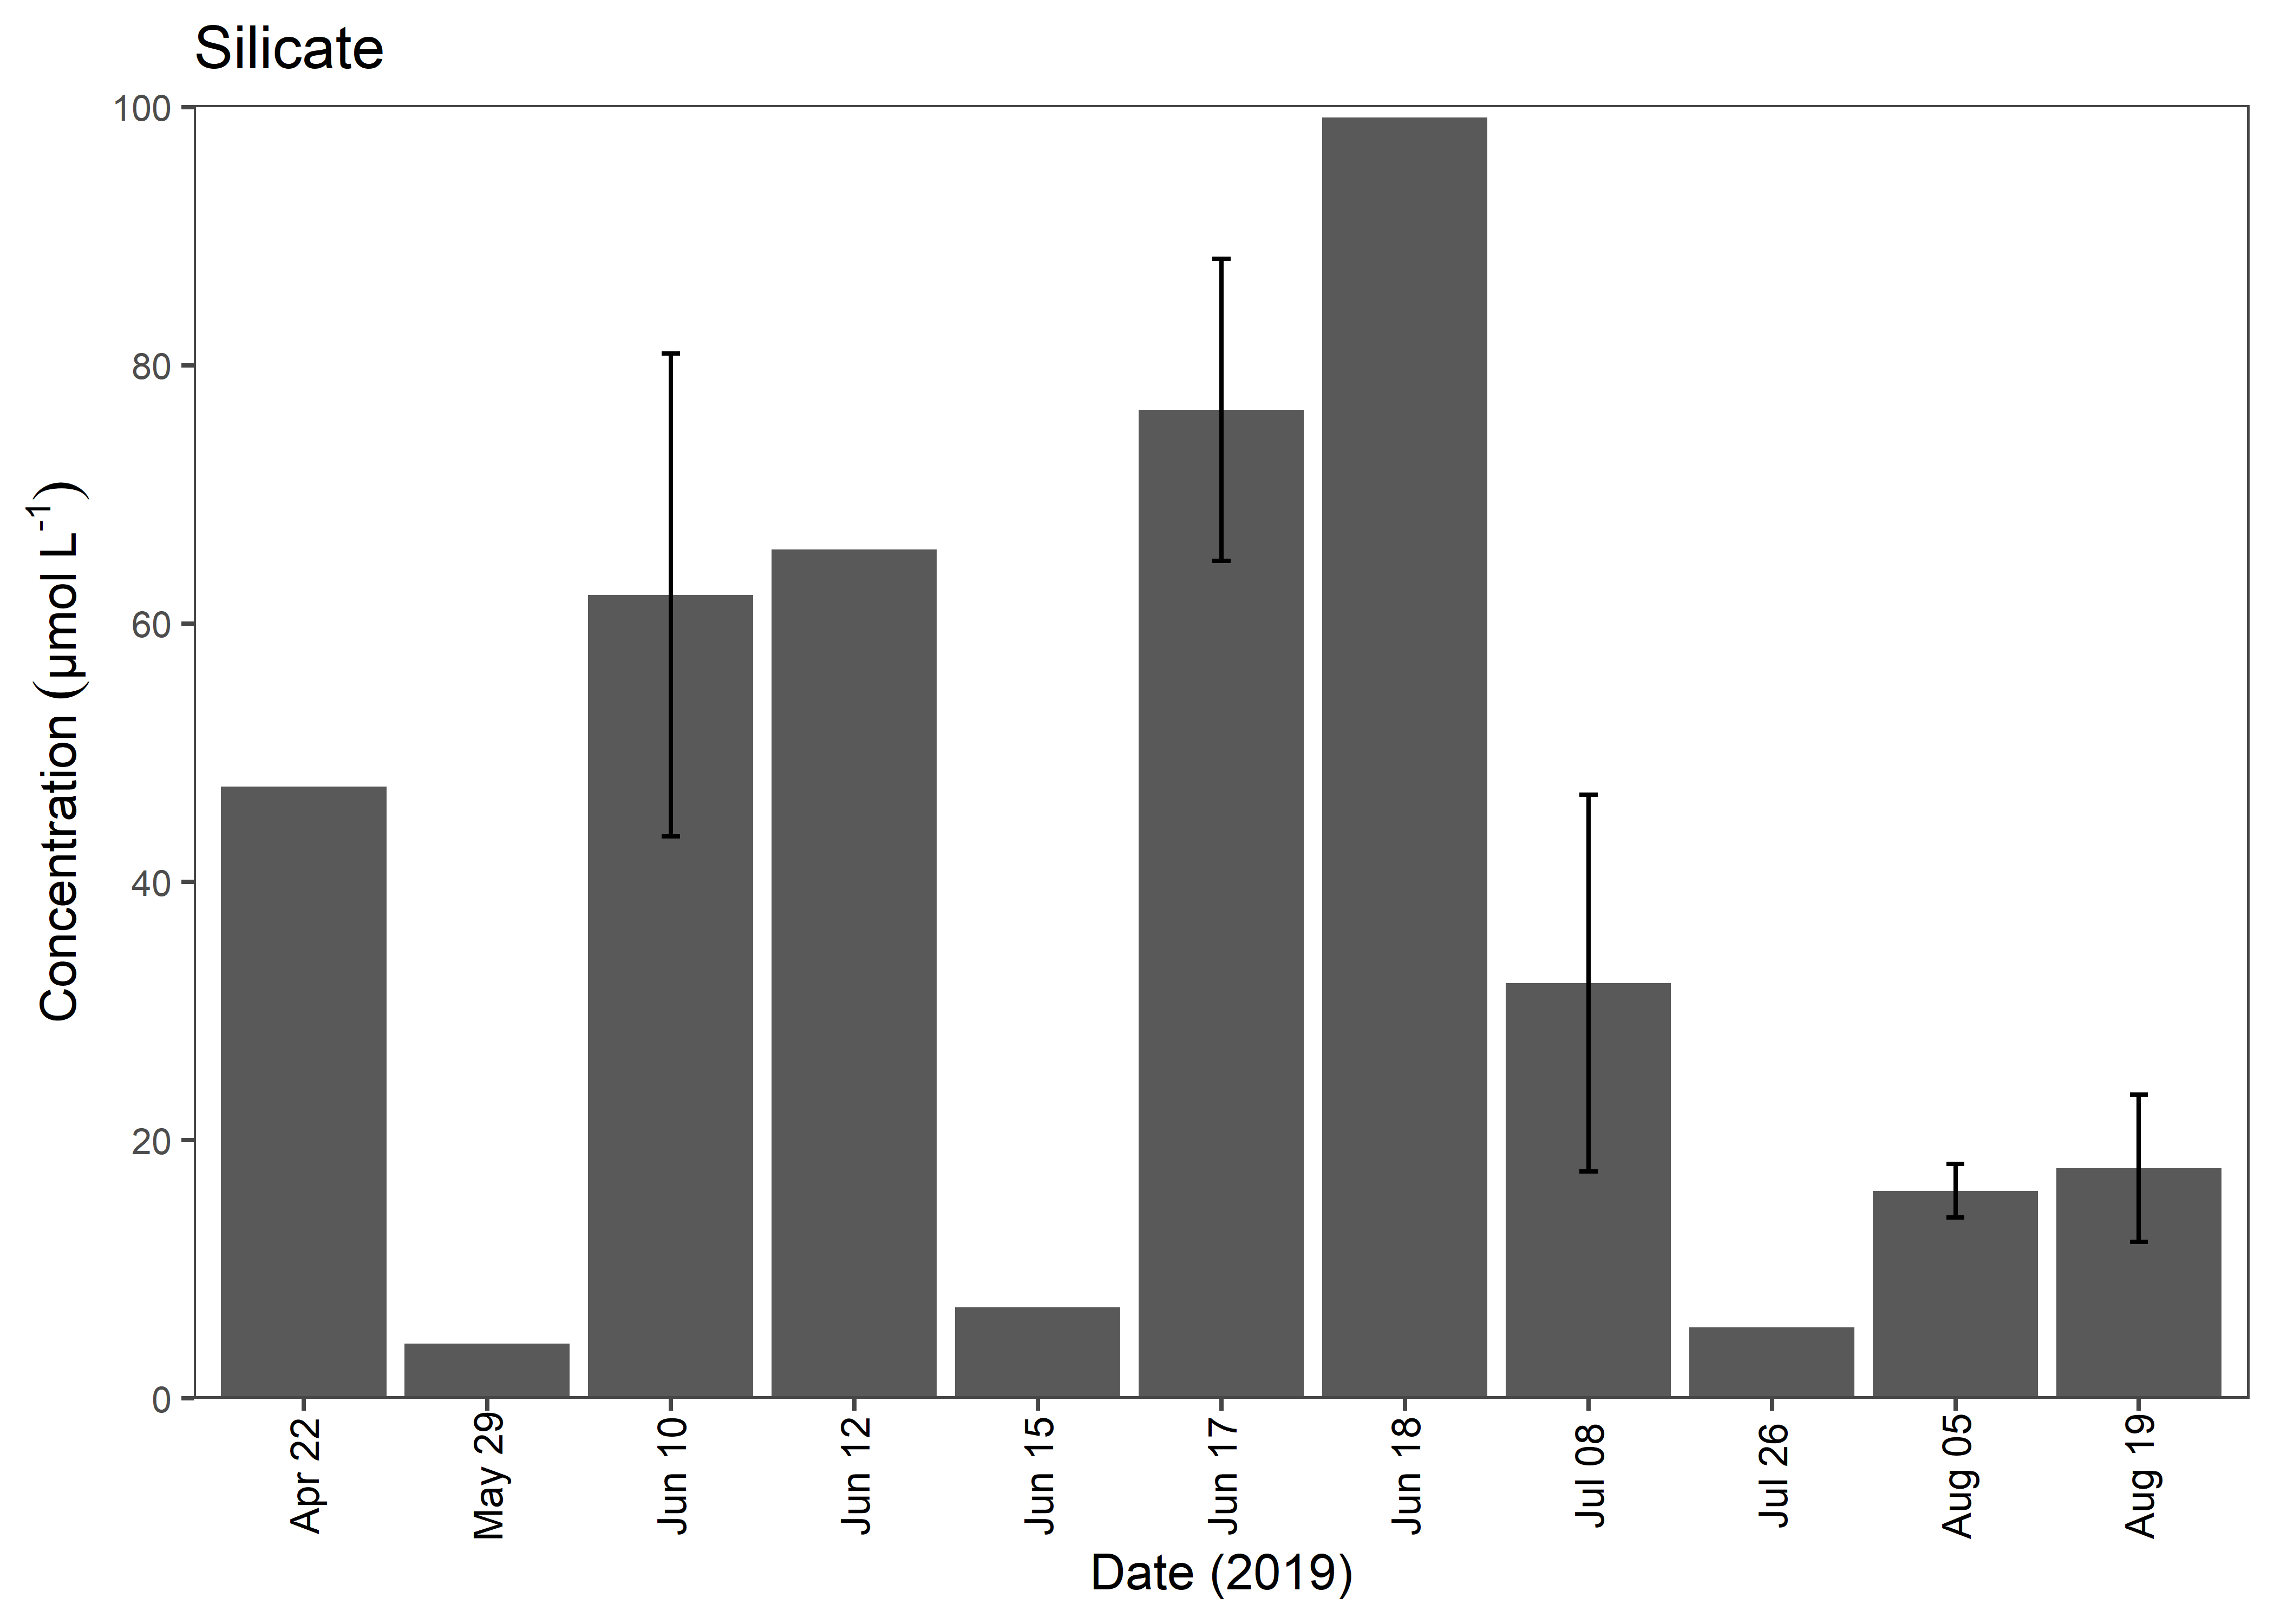 Silicate
100
80
60
40
20
0
Concentration (µmol L⁻¹)
Apr 22
May 29
Jun 10
Jun 12
Jun 15
Jun 17
Jun 18
Jul 08
Jul 26
Aug 05
Aug 19
Date (2019)